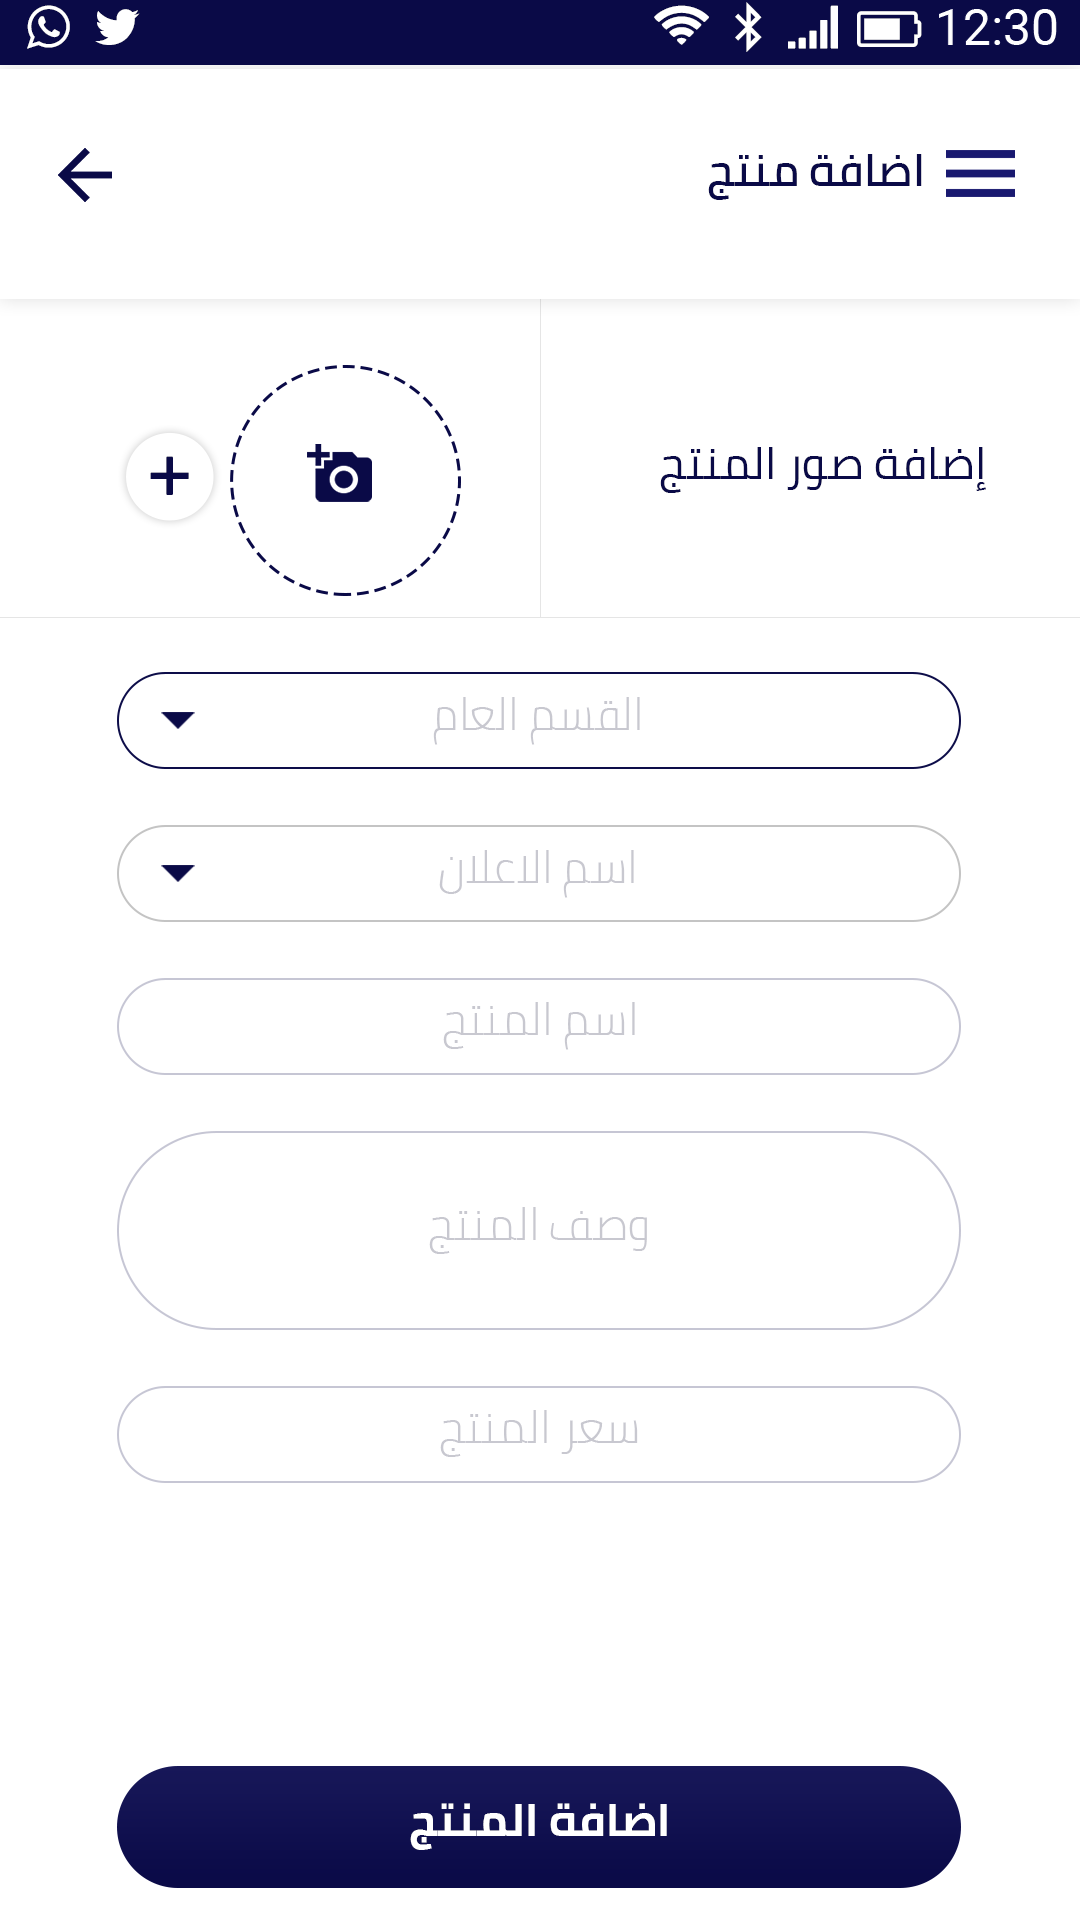 12:30
اضافة منتج
إضافة صور المنتج
القسم العام
اسم الاعلان
اسم المنتج
وصف المنتج
سعر المنتج
اضافة المنتج